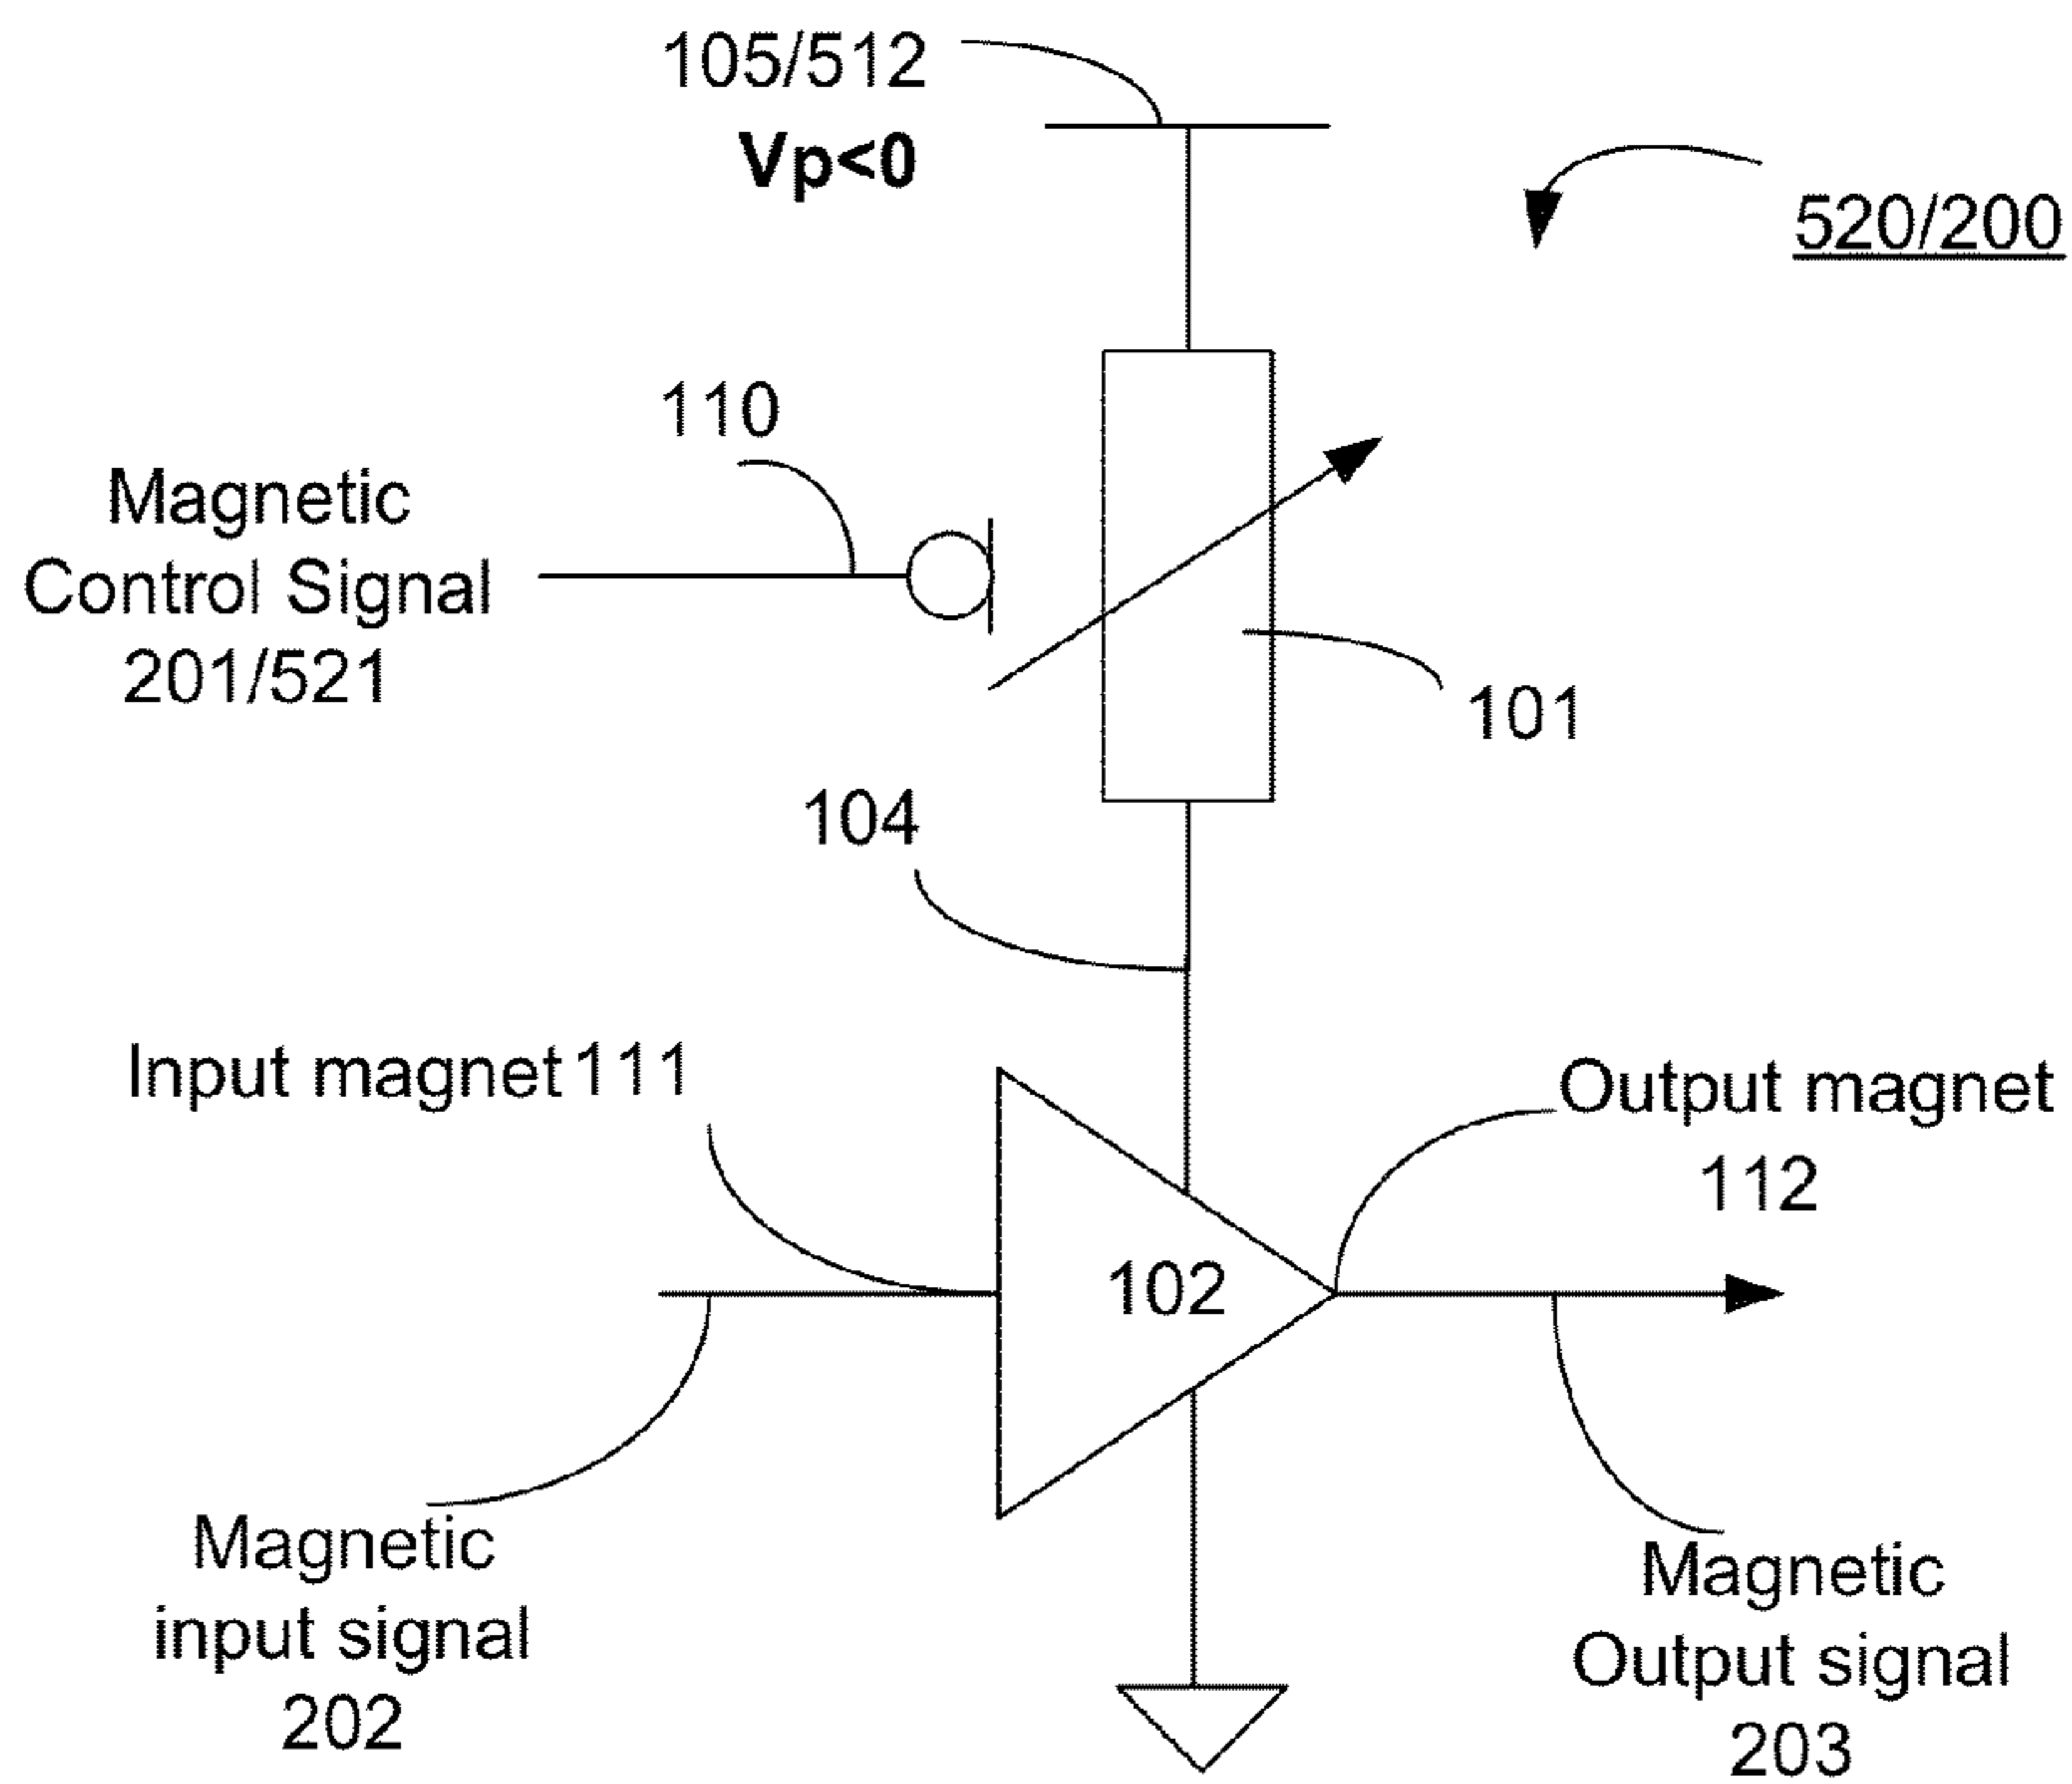 105/512
Vp<0
520/200
110
Magnetic
Control Signal
201/521
101
104
Input magnet 111
Output magnet
112
102
Magnetic
input signal
202
Magnetic
Output signal
203